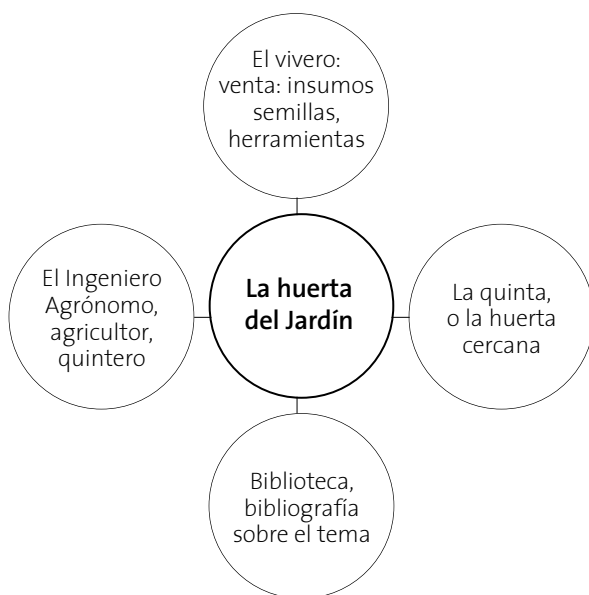 El vivero:
venta: insumos
semillas,
herramientas
El Ingeniero
Agrónomo,
agricultor,
quintero
La huerta
del Jardín
La quinta,
o la huerta
cercana
Biblioteca,
bibliografía
sobre el tema